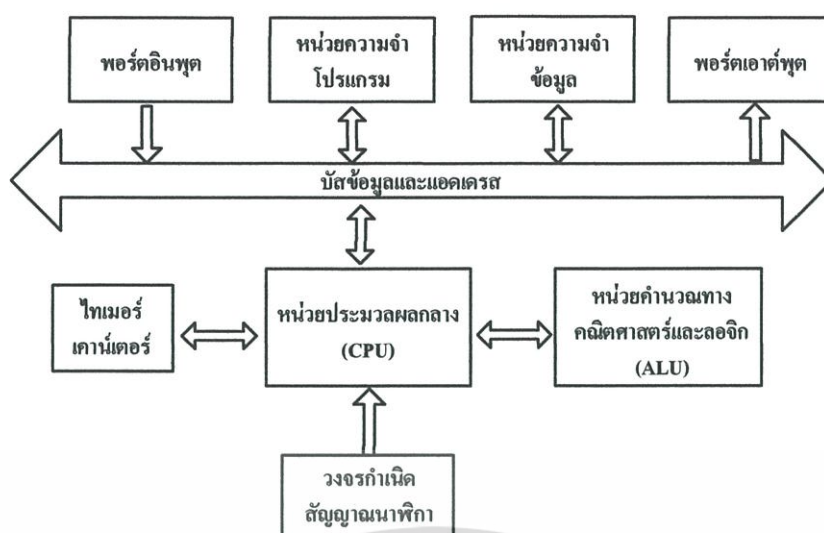 พอร์ตอินพุต
หน่วยความจำ
โปรแกรม
หน่วยความจำ
ข้อมูล
พอร์ตเอาต์พุต
บัสข้อมูลและแอดเดรส
ไทเมอร์
เคาน์เตอร์
หน่วยประมวลผลกลาง
(CPU)
หน่วยคำนวณทาง
คณิตศาสตร์และลอจิก
(ALU)
วงจรกำเนิด
สัญญาณนาฬิกา